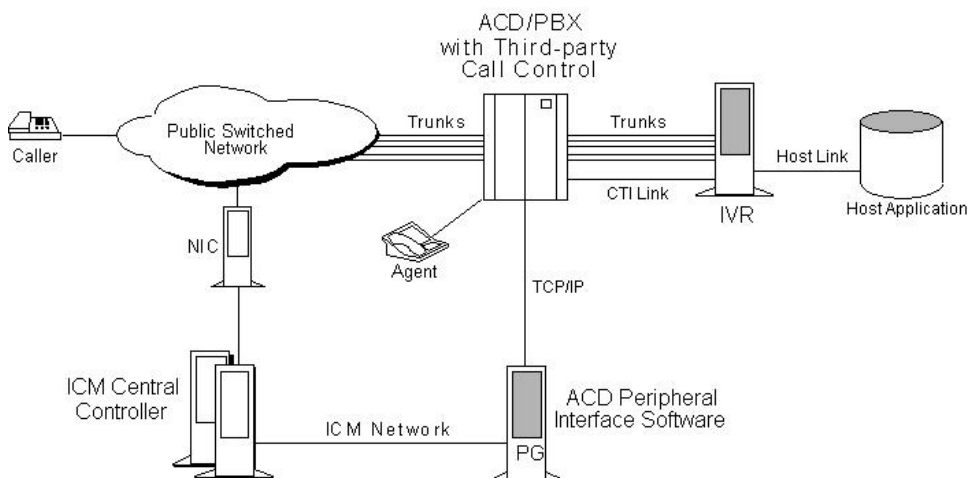 ACD/PBX
with Third-party
Call Control
Trunks
Trunks
Public Switched
Network
Caller
Host Link
CTI Link
IVR
Host Application
NIC
Agent
TCP/IP
ICM Central
Controller
ACD Peripheral
Interface Software
ICM Network
PG